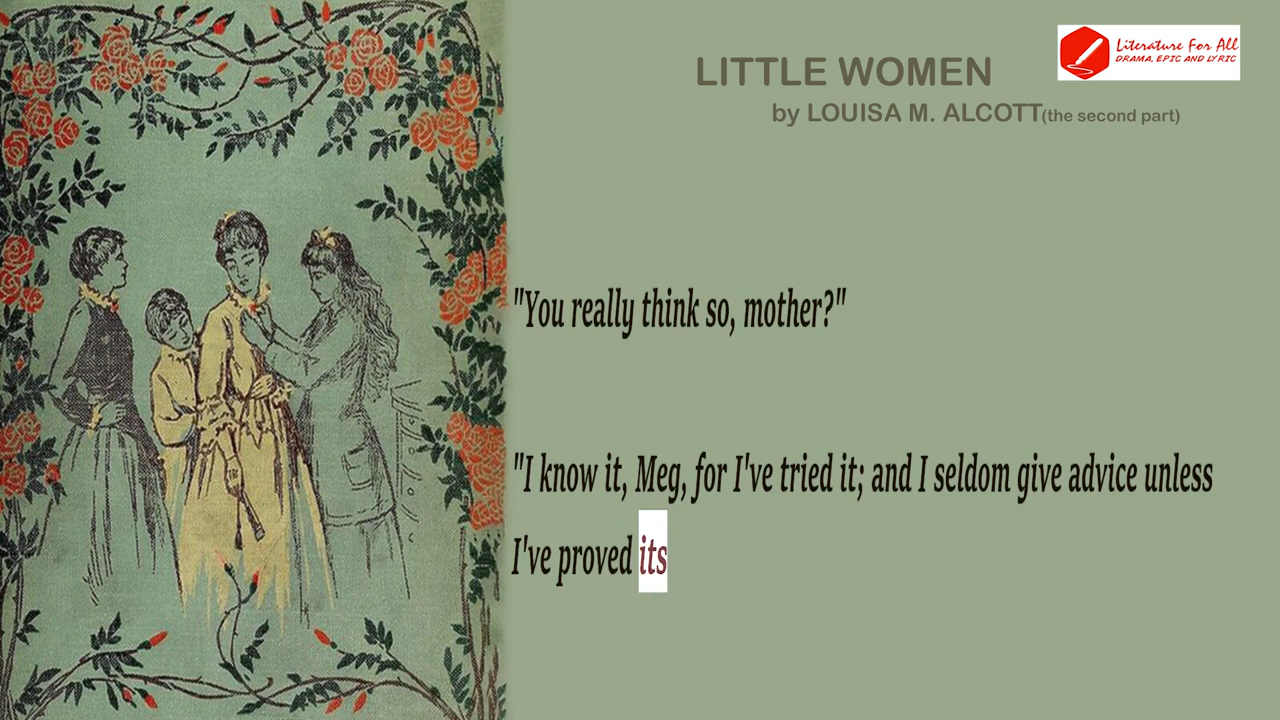 LITTLE WOMEN
by LOUISA M. ALCOTT(the second part)
Literature For All
DRAMA, EPIC AND LYRIC
"You really think so, mother?"
"I know it, Meg, for I've tried it; and I seldom give advice unless
I've proved its